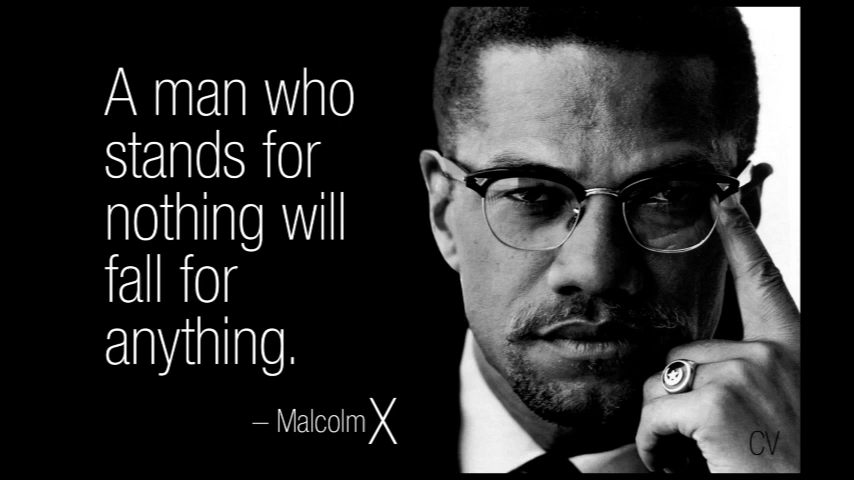 A man who
stands for
nothing will
fall for
anything.
– Malcolm X
CV